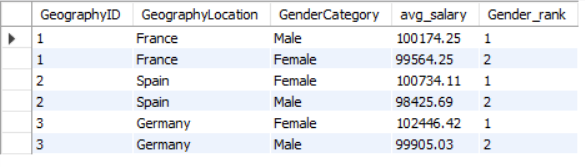 GeographyID GeographyLocation GenderCategory avg_salary Gender_rank
1 France Male 100174.25 1
1 France Female 99564.25 2
2 Spain Female 100734.11 1
2 Spain Male 98425.69 2
3 Germany Female 102446.42 1
3 Germany Male 99905.03 2